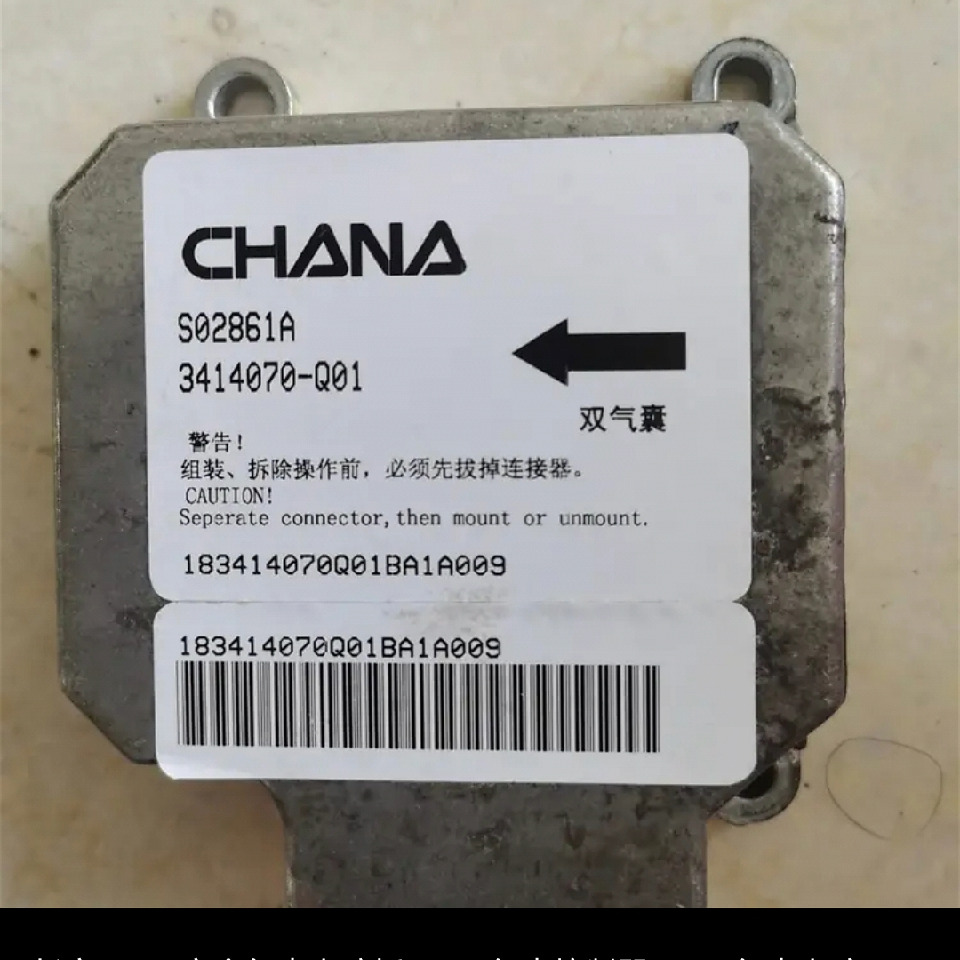 CHANA
S02861A
3414070-Q01
双气囊
警告!
组装、拆除操作前，必须先拔掉连接器。
CAUTION!
Seperate connector,then mount or unmount.
183414070Q01BA1A009
183414070Q01BA1A009